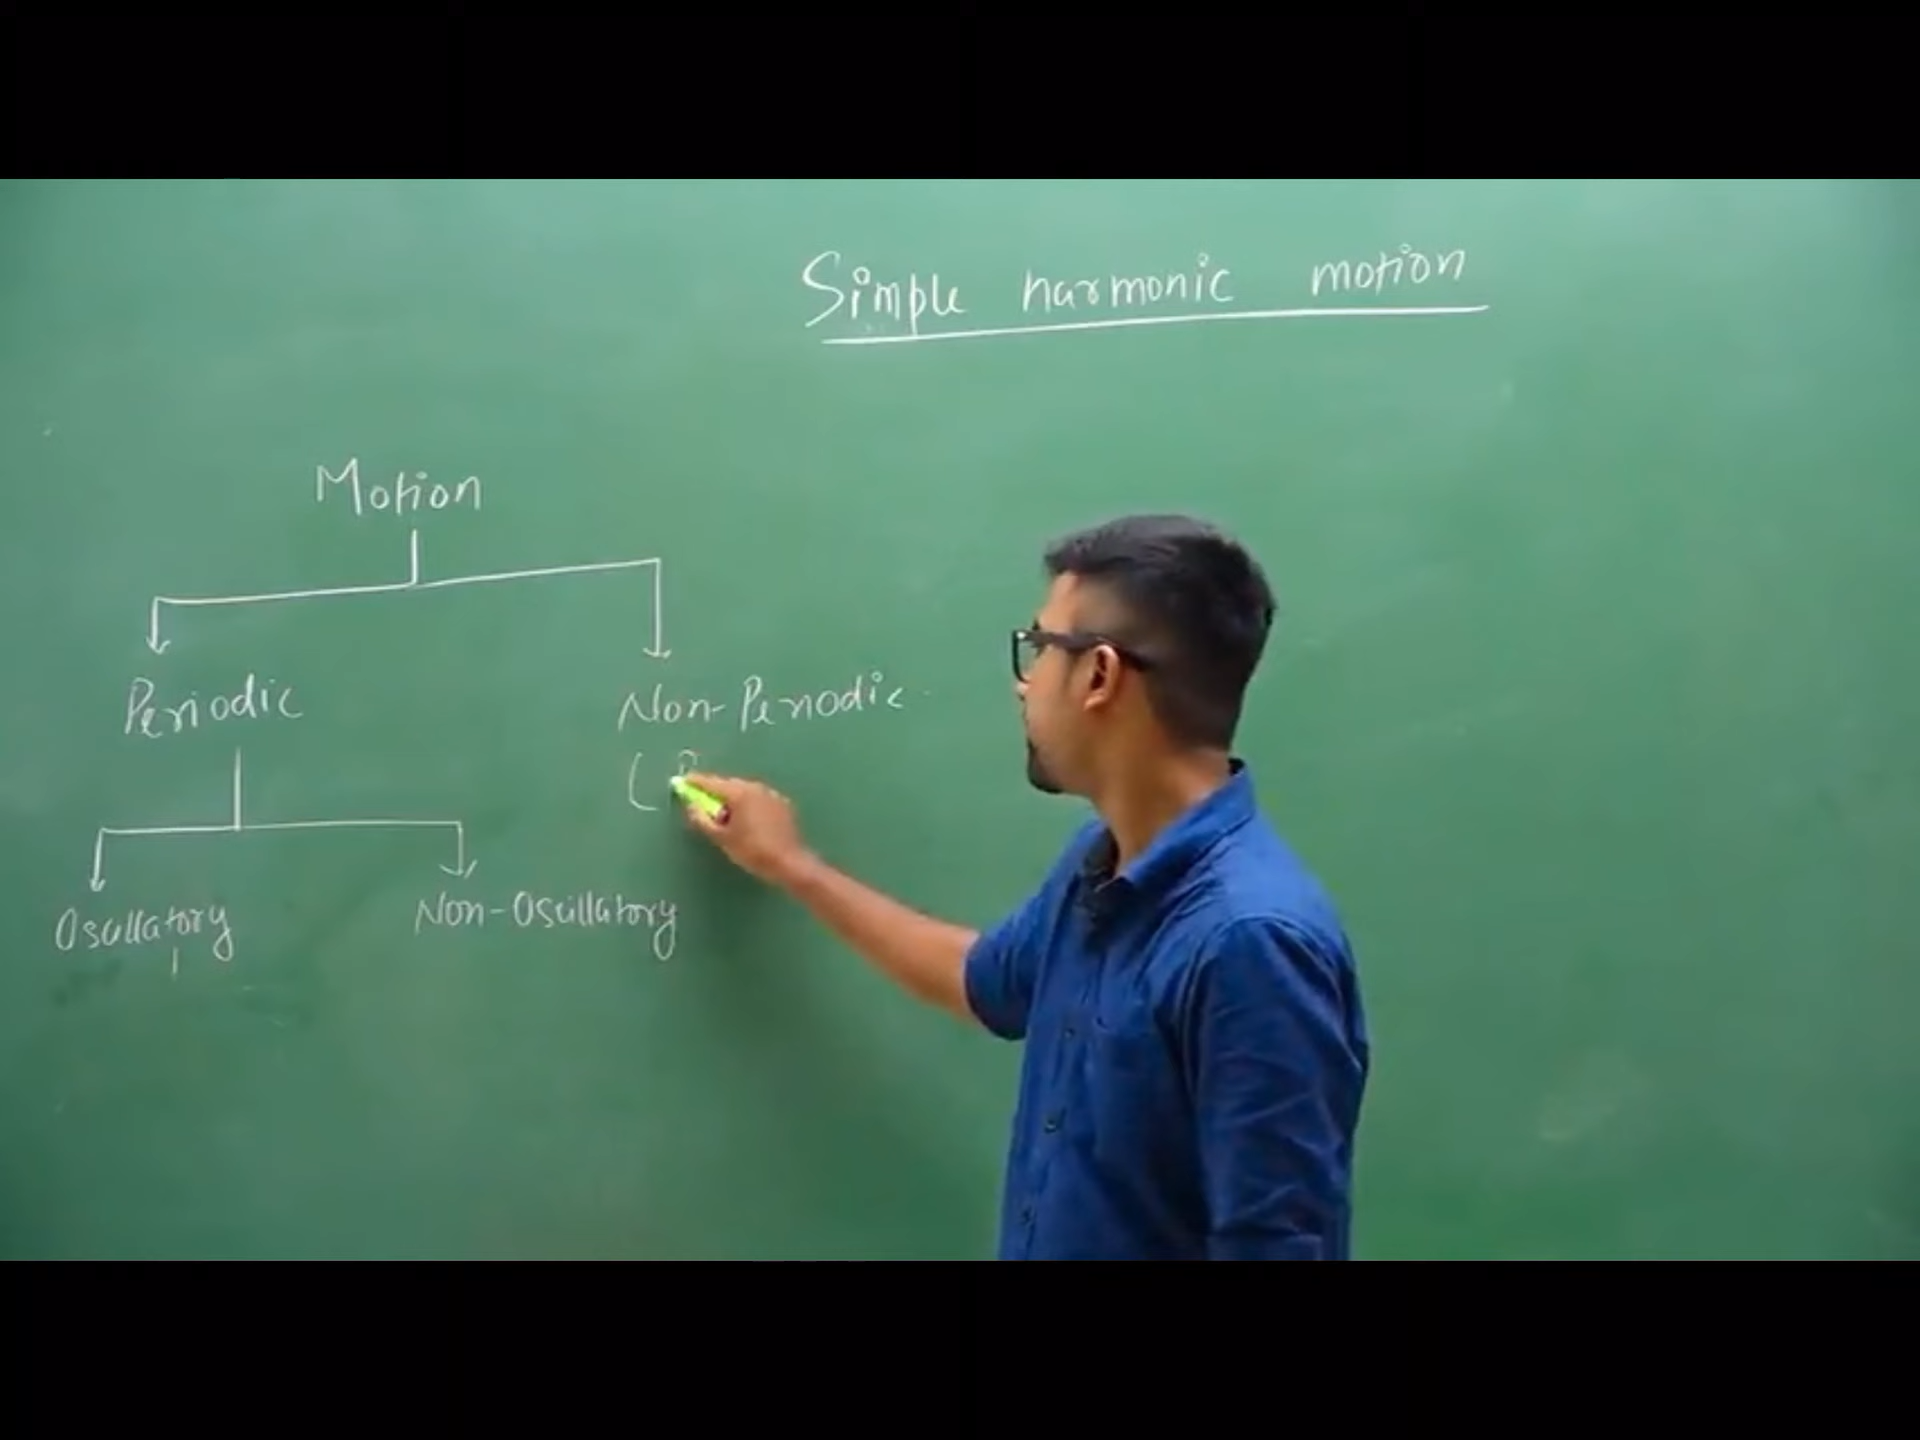 Simple harmonic motion
Motion
Periodic
Non-Periodic
(
Oscillatory
Non-Oscillatory